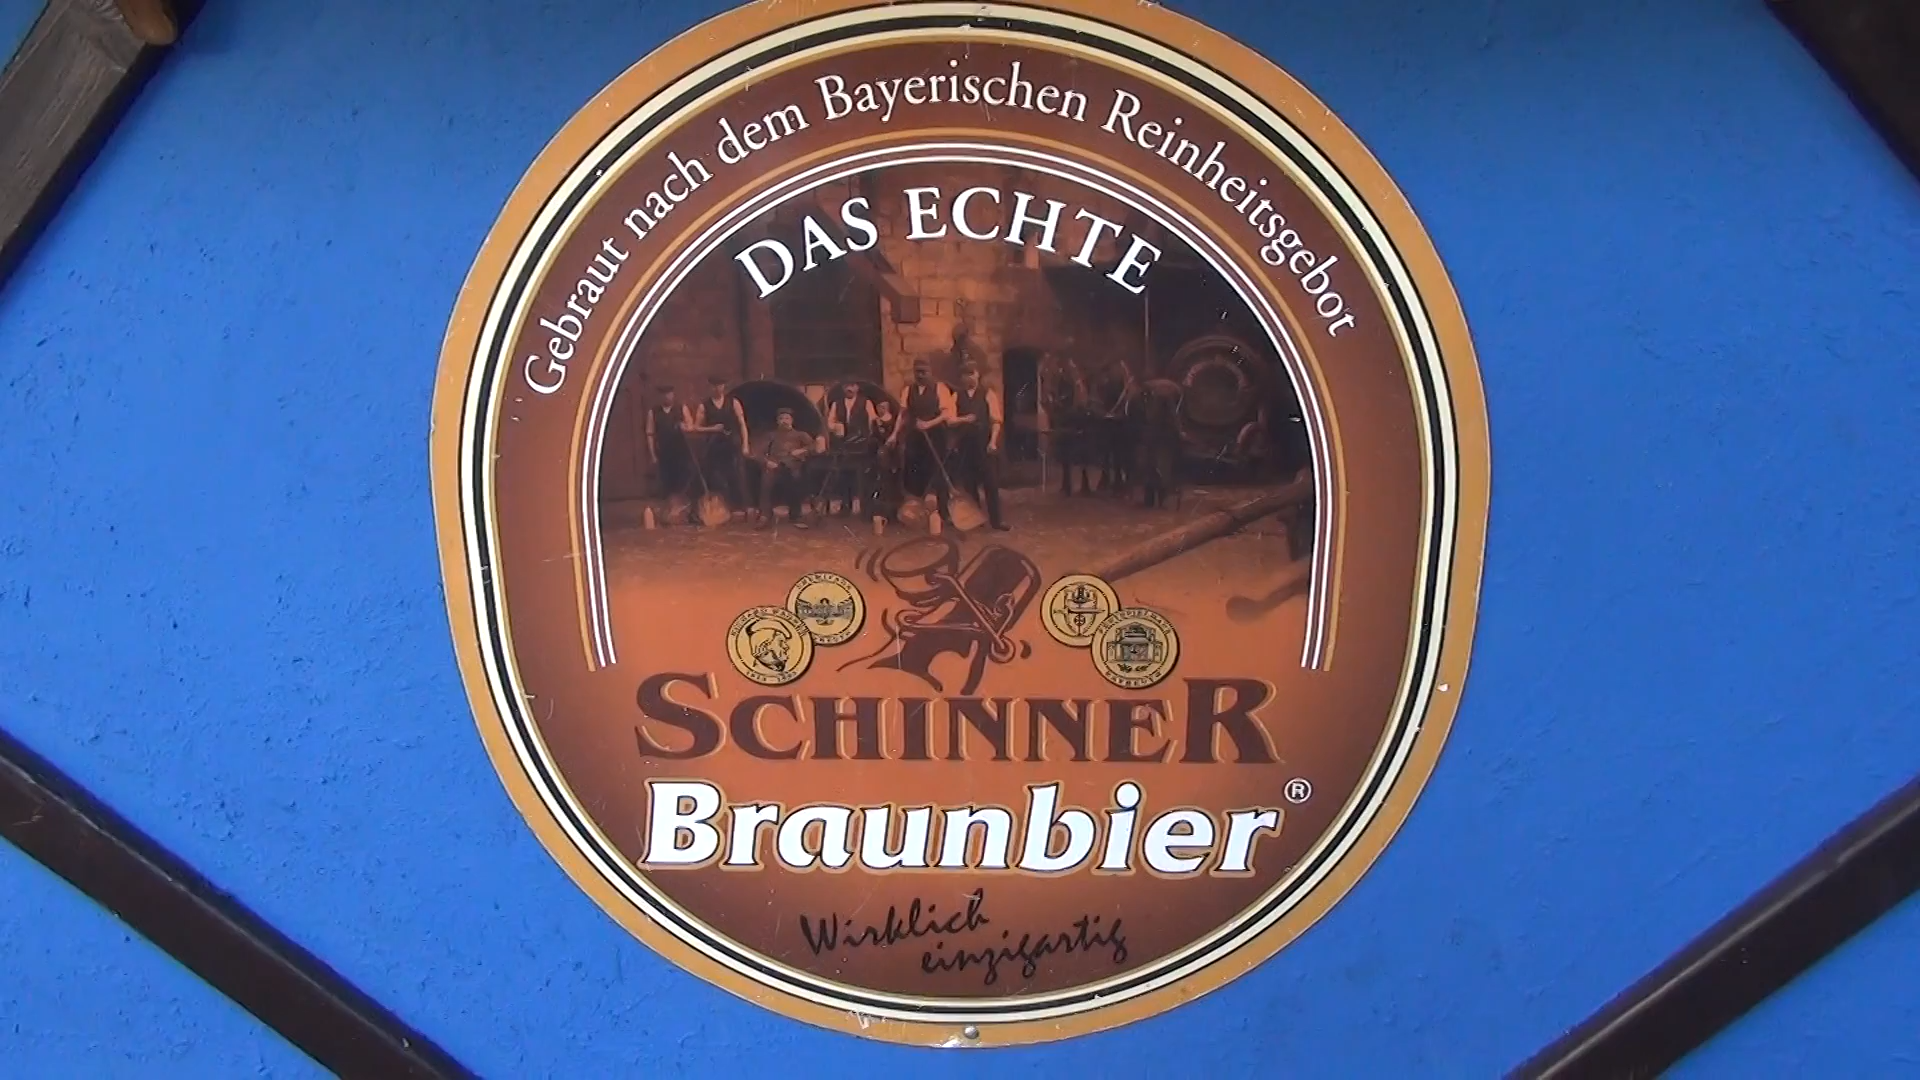 Gebraut nach dem Bayerischen Reinheitsgebot
DAS ECHTE
SCHINNER
Braunbier®
Wirklich
einzigartig